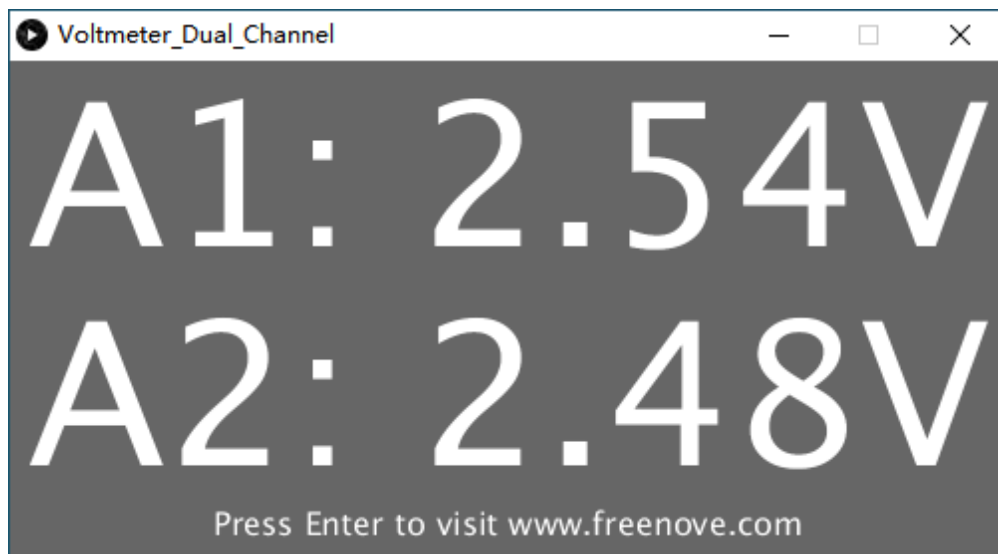 Voltmeter_Dual_Channel
A1: 2.54V
A2: 2.48V
Press Enter to visit www.freenove.com